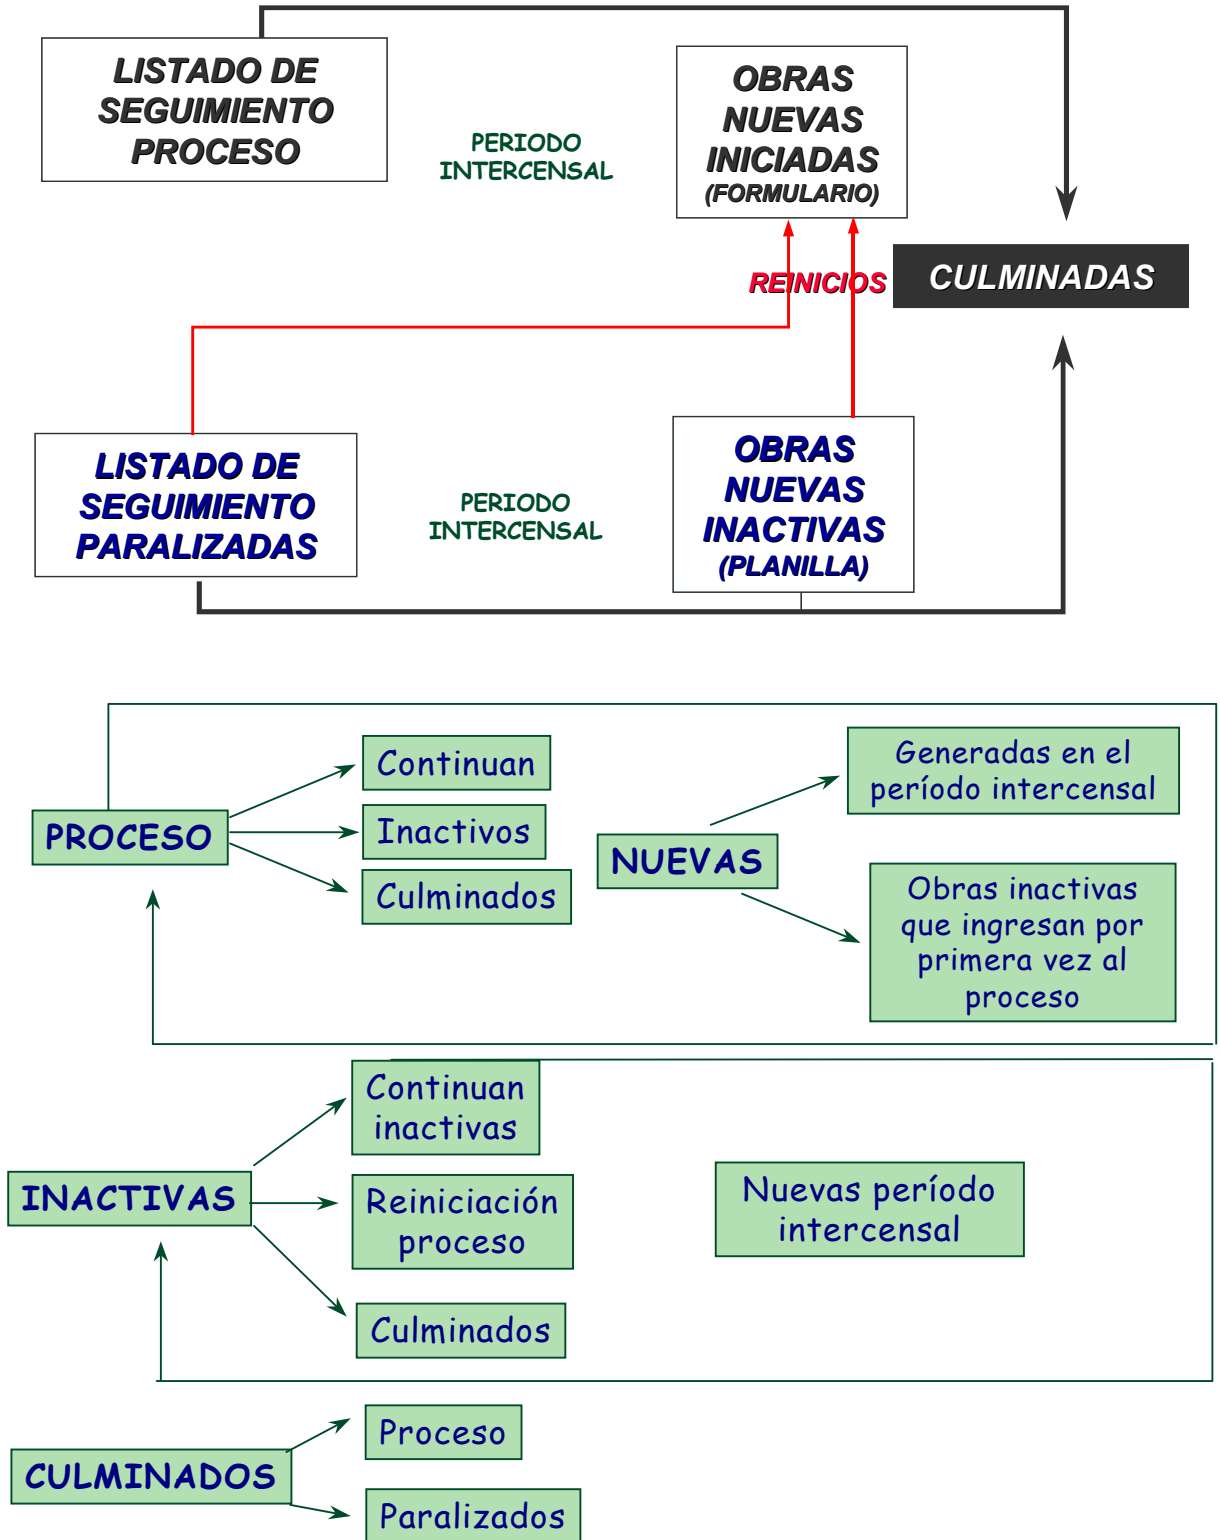 LISTADO DE
SEGUIMIENTO
PROCESO
PERIODO
INTERCENSAL
OBRAS
NUEVAS
INICIADAS
(FORMULARIO)
REINICIOS
CULMINADAS
LISTADO DE
SEGUIMIENTO
PARALIZADAS
PERIODO
INTERCENSAL
OBRAS
NUEVAS
INACTIVAS
(PLANILLA)
PROCESO
Continuan
Inactivos
Culminados
NUEVAS
Generadas en el
período intercensal
Obras inactivas
que ingresan por
primera vez al
proceso
INACTIVAS
Continuan
inactivas
Reiniciación
proceso
Culminados
Nuevas período
intercensal
CULMINADOS
Proceso
Paralizados